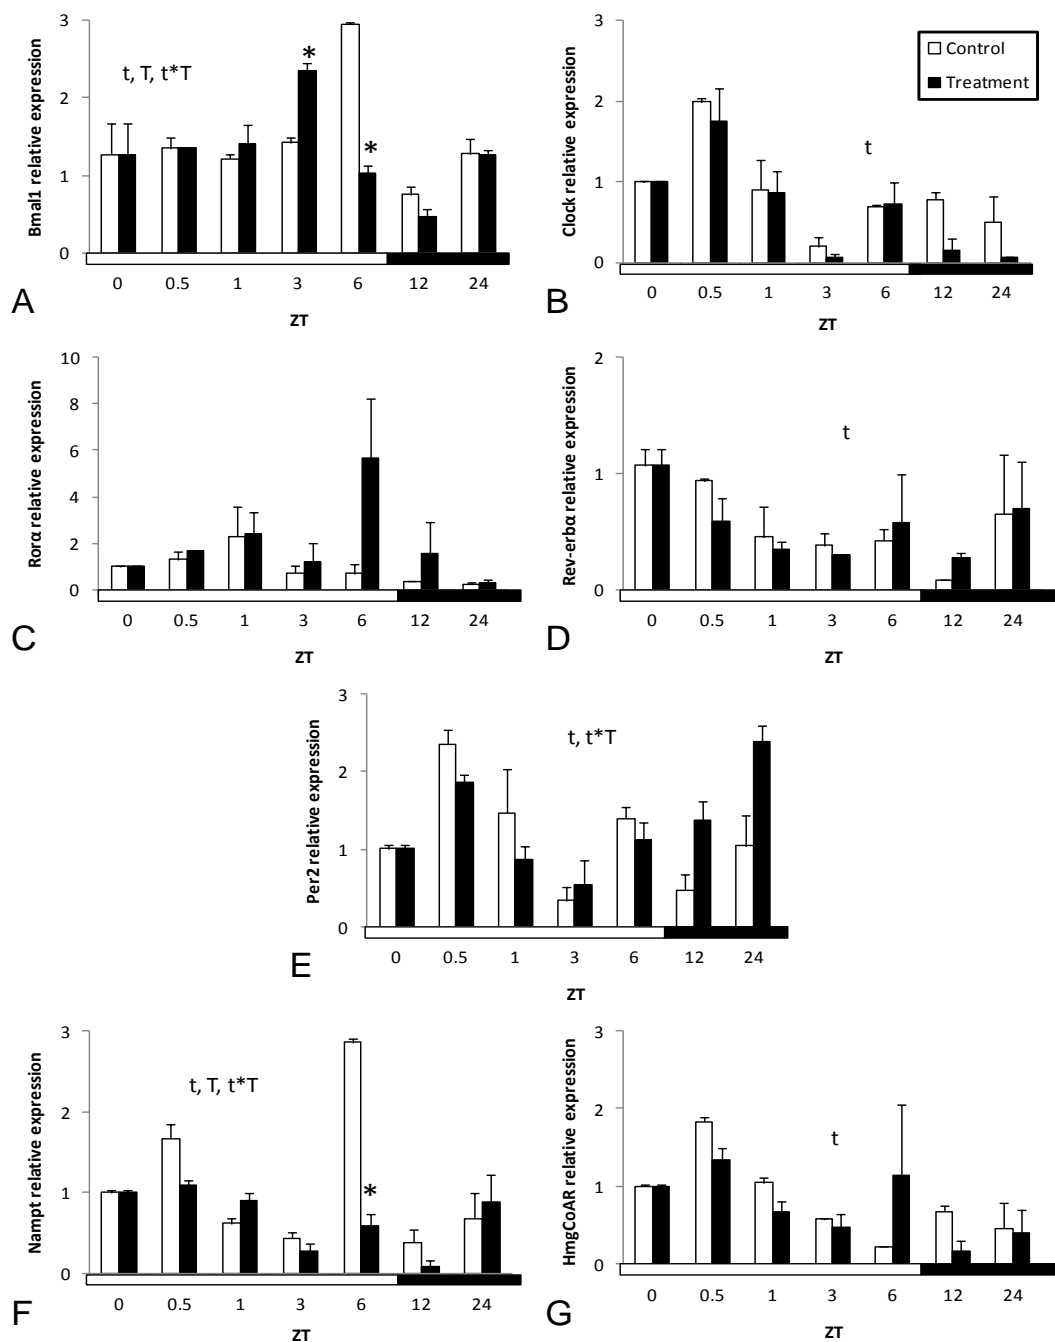 3
2
1
0
Bmal1 relative expression
t, T, t*T
*
*
0 0.5 1 3 6 12 24
ZT
A
3
2
1
0
Clock relative expression
t
Control
Treatment
0 0.5 1 3 6 12 24
ZT
B
10
8
6
4
2
0
Rorα relative expression
0 0.5 1 3 6 12 24
ZT
C
2
1
0
Rev-erbα relative expression
t
0 0.5 1 3 6 12 24
ZT
D
3
2
1
0
Per2 relative expression
t, t*T
0 0.5 1 3 6 12 24
ZT
E
3
2
1
0
Nampt relative expression
t, T, t*T
*
0 0.5 1 3 6 12 24
ZT
F
3
2
1
0
HmgCoAR relative expression
t
0 0.5 1 3 6 12 24
ZT
G